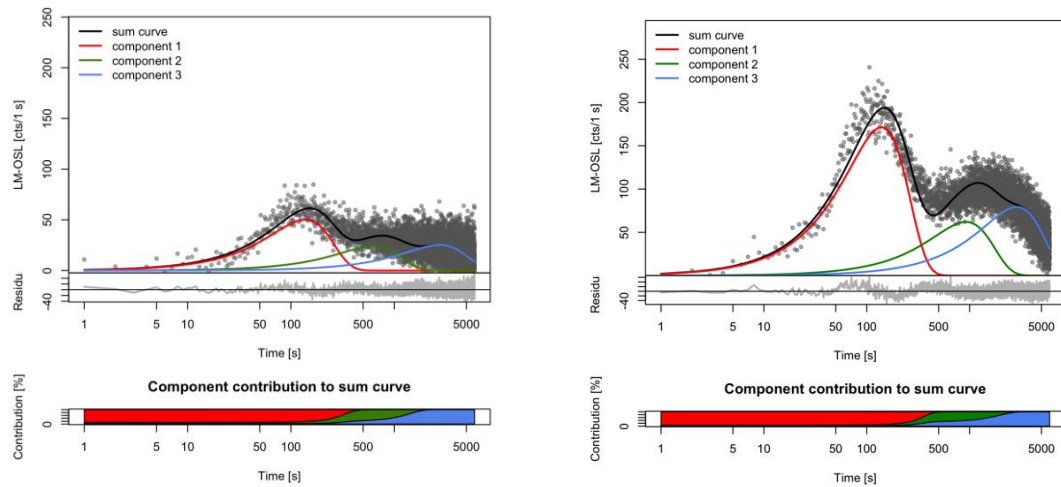 250
200
150
100
50
0
LM-OSL [cts/1 s]
sum curve
component 1
component 2
component 3
Residu
-40
1 5 10 50 100 500 5000
Time [s]
Component contribution to sum curve
Contribution [%]
0
1 5 10 50 100 500 5000
Time [s]
250
200
150
100
50
LM-OSL [cts/1 s]
sum curve
component 1
component 2
component 3
Residu
-40
1 5 10 50 100 500 5000
Time [s]
Component contribution to sum curve
Contribution [%]
0
1 5 10 50 100 500 5000
Time [s]